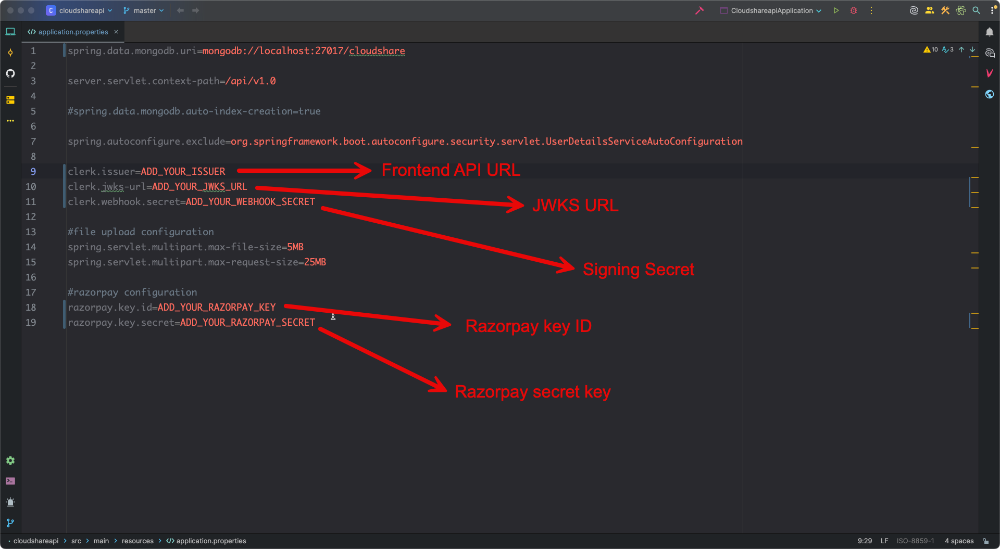 C cloudshareapi master CloudshareapiApplication
application.properties
1 spring.data.mongodb.uri=mongodb://localhost:27017/cloudshare 10 3
2
3 server.servlet.context-path=/api/v1.0
4
5 #spring.data.mongodb.auto-index-creation=true
6
7 spring.autoconfigure.exclude=org.springframework.boot.autoconfigure.security.servlet.UserDetailsServiceAutoConfiguration
8
9 clerk.issuer=ADD_YOUR_ISSUER Frontend API URL
10 clerk.jwks-url=ADD_YOUR_JWKS_URL
11 clerk.webhook.secret=ADD_YOUR_WEBHOOK_SECRET JWKS URL
12
13 #file upload configuration
14 spring.servlet.multipart.max-file-size=5MB
15 spring.servlet.multipart.max-request-size=25MB
Signing Secret
16
17 #razorpay configuration
18 razorpay.key.id=ADD_YOUR_RAZORPAY_KEY
19 razorpay.key.secret=ADD_YOUR_RAZORPAY_SECRET
Razorpay key ID
Razorpay secret key
cloudshareapi > src > main > resources > application.properties 9:29 LF ISO-8859-1 4 spaces